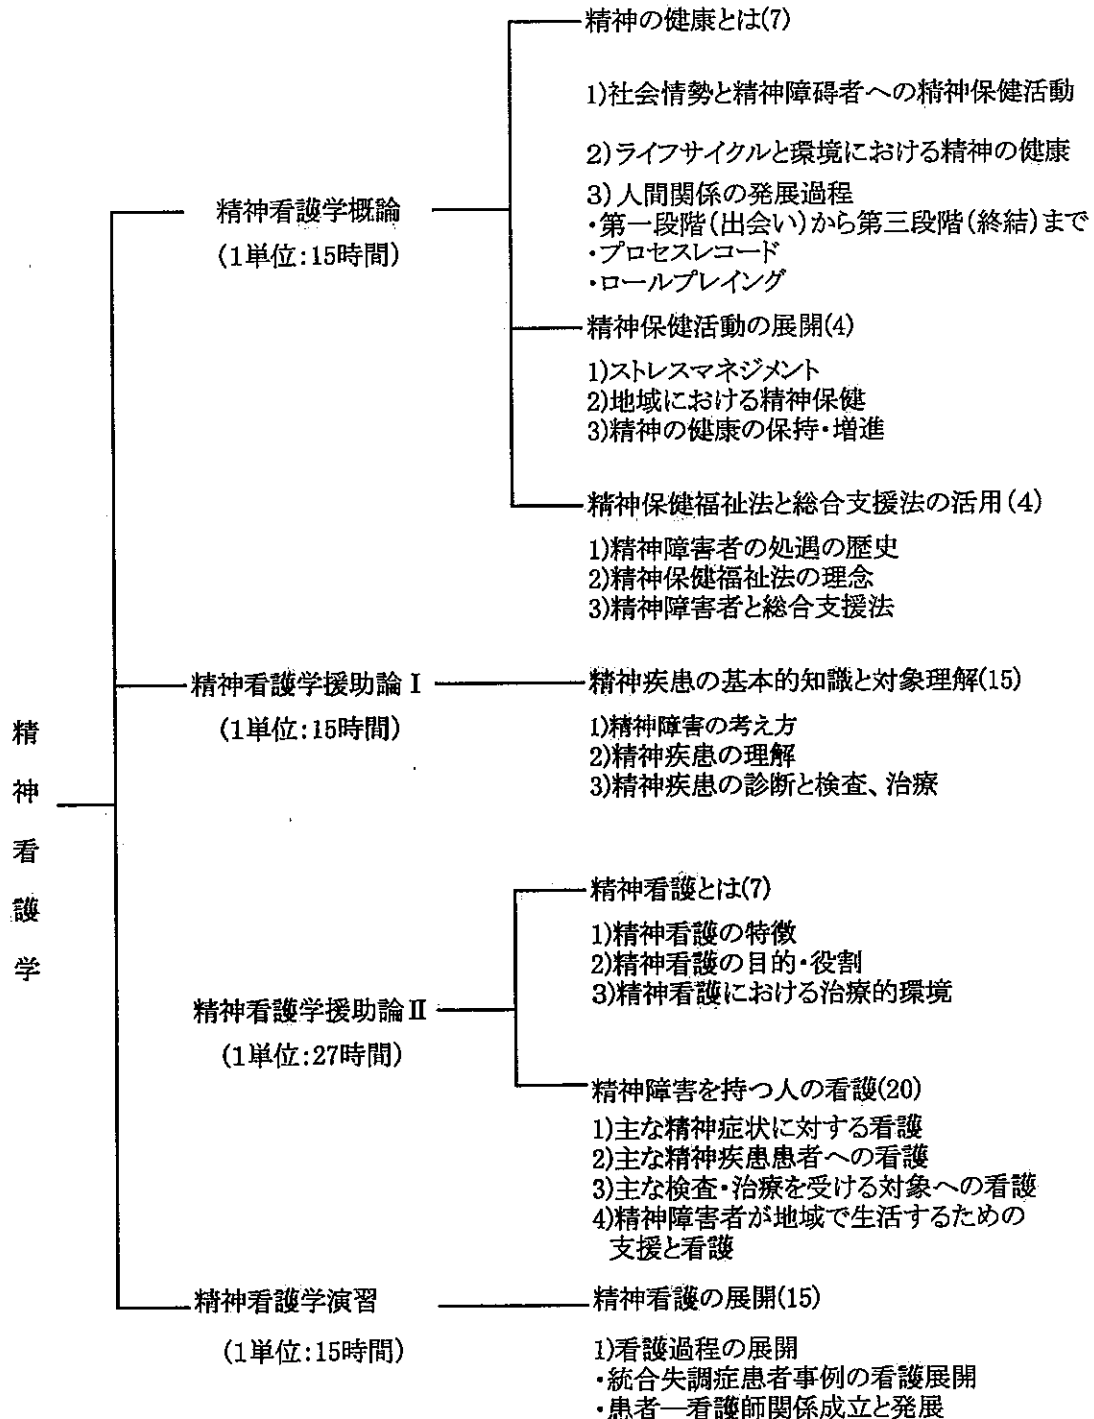 精神看護学
精神看護学概論
(1単位:15時間)
精神の健康とは(7)
1)社会情勢と精神障碍者への精神保健活動
2)ライフサイクルと環境における精神の健康
3)人間関係の発展過程
・第一段階(出会い)から第三段階(終結)まで
・プロセスレコード
・ロールプレイング
精神保健活動の展開(4)
1)ストレスマネジメント
2)地域における精神保健
3)精神の健康の保持・増進
精神保健福祉法と総合支援法の活用(4)
1)精神障害者の処遇の歴史
2)精神保健福祉法の理念
3)精神障害者と総合支援法
精神看護学援助論Ⅰ
(1単位:15時間)
精神疾患の基本的知識と対象理解(15)
1)精神障害の考え方
2)精神疾患の理解
3)精神疾患の診断と検査、治療
精神看護学援助論Ⅱ
(1単位:27時間)
精神看護とは(7)
1)精神看護の特徴
2)精神看護の目的・役割
3)精神看護における治療的環境
精神障害を持つ人の看護(20)
1)主な精神症状に対する看護
2)主な精神疾患患者への看護
3)主な検査・治療を受ける対象への看護
4)精神障害者が地域で生活するための
支援と看護
精神看護学演習
(1単位:15時間)
精神看護の展開(15)
1)看護過程の展開
・統合失調症患者事例の看護展開
・患者―看護師関係成立と発展